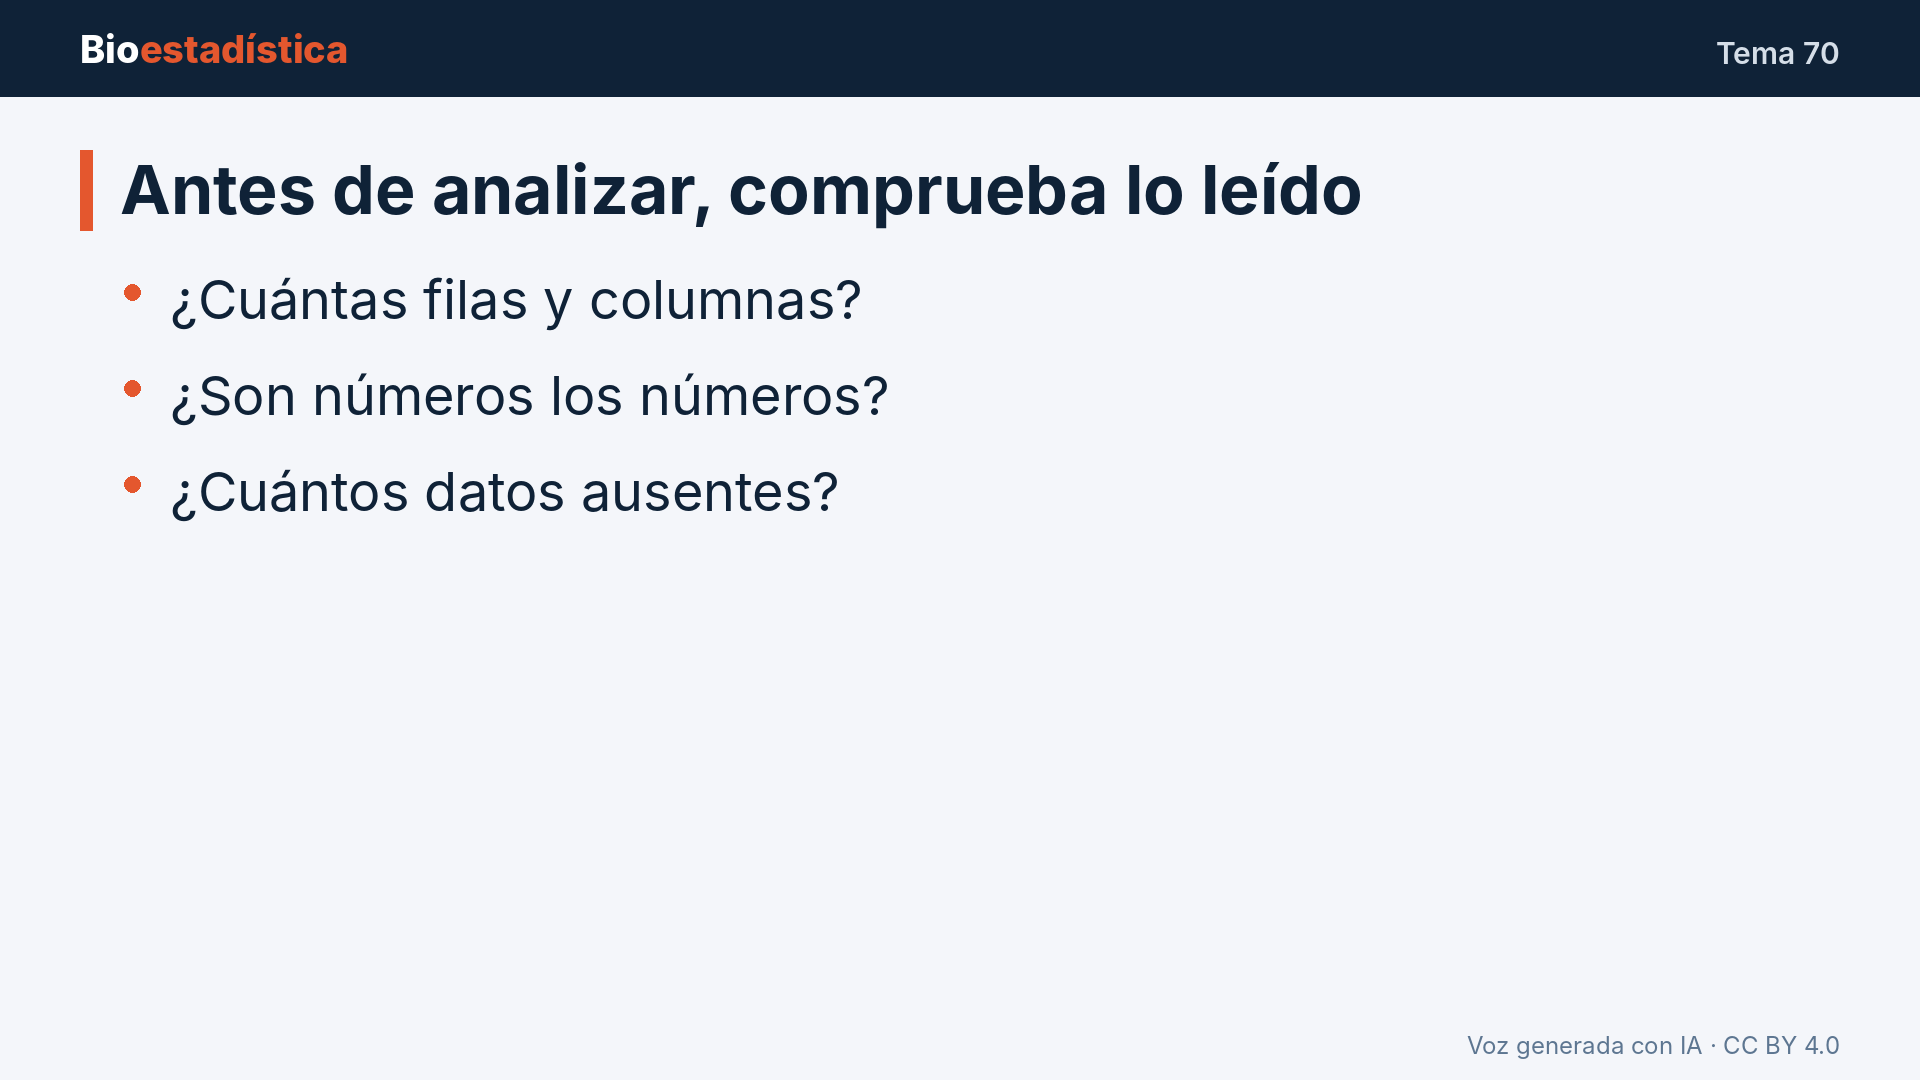 Bioestadística
Tema 70
Antes de analizar, comprueba lo leído
• ¿Cuántas filas y columnas?
• ¿Son números los números?
• ¿Cuántos datos ausentes?
Voz generada con IA · CC BY 4.0